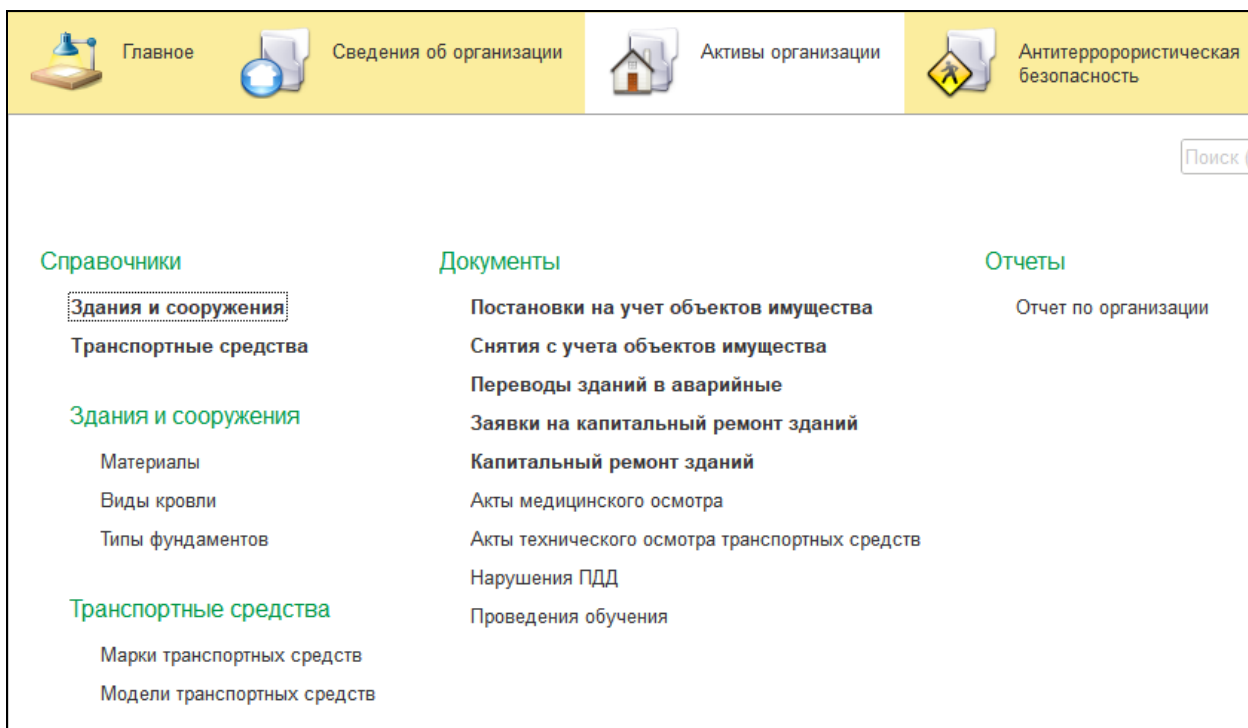 Главное
Сведения об организации
Активы организации
Антитерророристическая
безопасность
Поиск (
Справочники
Здания и сооружения
Транспортные средства
Здания и сооружения
Материалы
Виды кровли
Типы фундаментов
Транспортные средства
Марки транспортных средств
Модели транспортных средств
Документы
Постановки на учет объектов имущества
Снятия с учета объектов имущества
Переводы зданий в аварийные
Заявки на капитальный ремонт зданий
Капитальный ремонт зданий
Акты медицинского осмотра
Акты технического осмотра транспортных средств
Нарушения ПДД
Проведения обучения
Отчеты
Отчет по организации